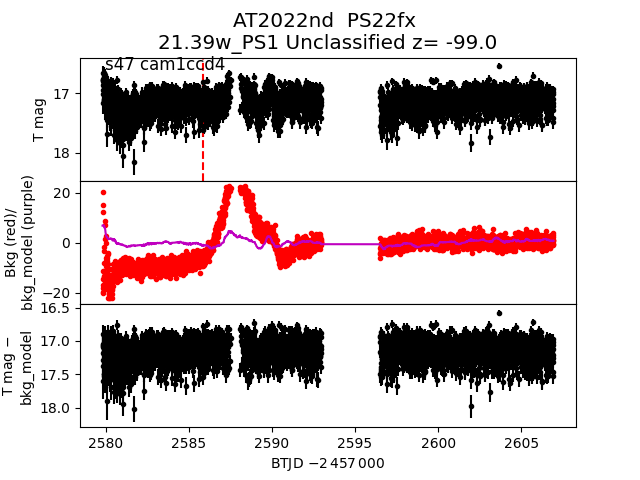 AT2022nd  PS22fx
21.39w_PS1 Unclassified z= -99.0
s47 cam1ccd4
T mag
17
18
Bkg (red)/
bkg_model (purple)
20
0
−20
T mag −
bkg_model
16.5
17.0
17.5
18.0
2580
2585
2590
2595
2600
2605
BTJD −2 457 000